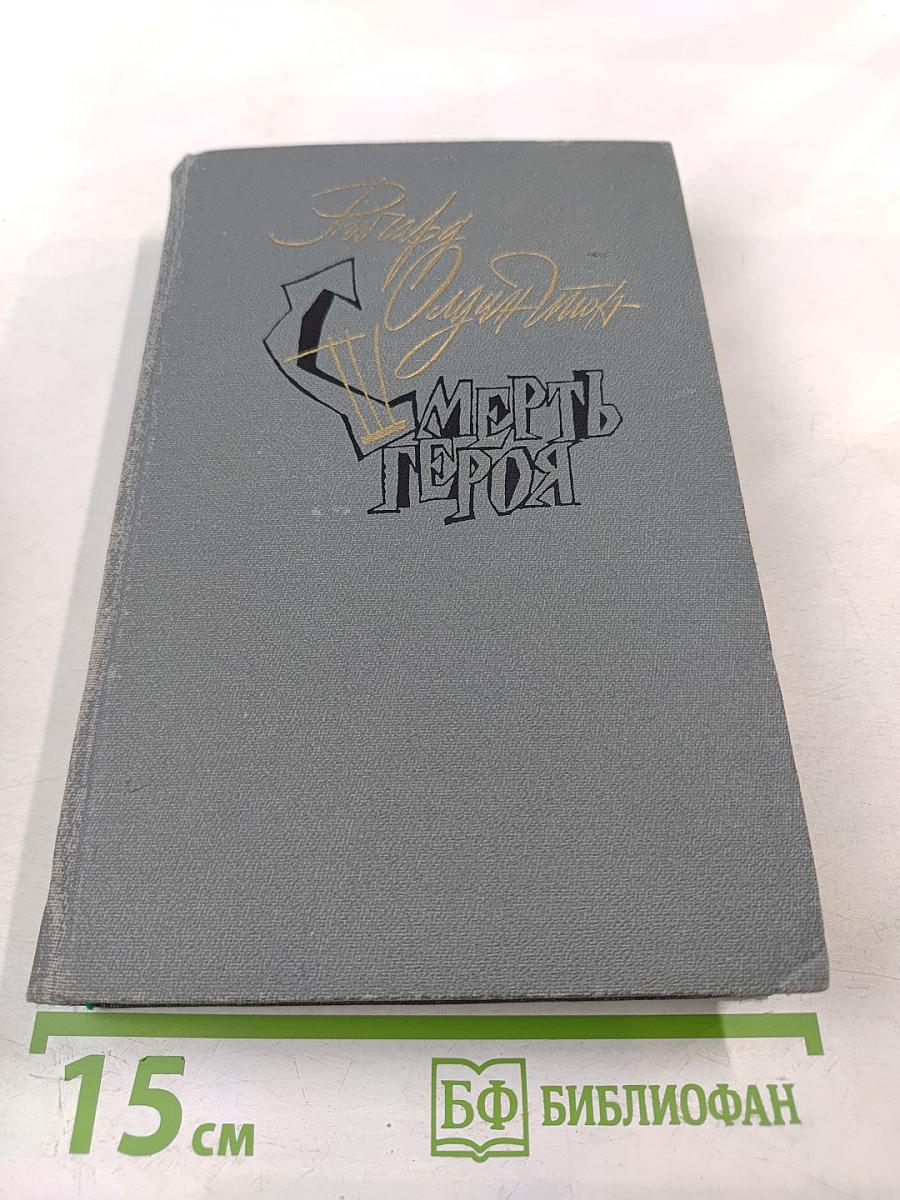 Ричард
Олдингтон
СМЕРТЬ
ГЕРОЯ
15 см
БФ БИБЛИОФАН